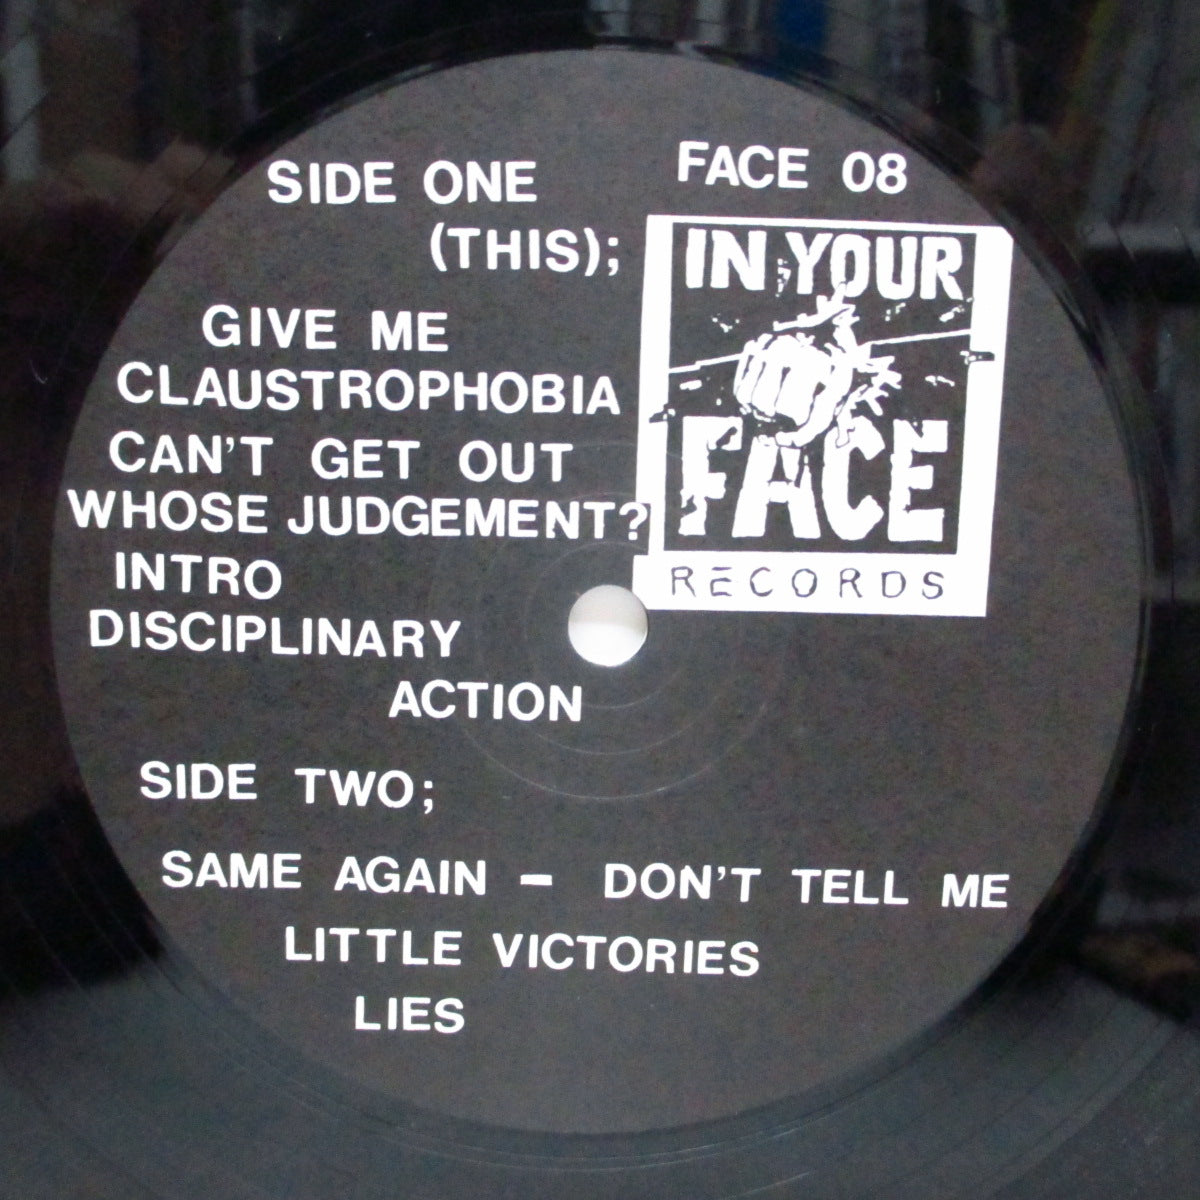 SIDE ONE
(THIS);
FACE 08
IN YOUR
FACE
RECORDS
GIVE ME
CLAUSTROPHOBIA
CAN'T GET OUT
WHOSE JUDGEMENT?
INTRO
DISCIPLINARY
ACTION
SIDE TWO;
SAME AGAIN - DON'T TELL ME
LITTLE VICTORIES
LIES